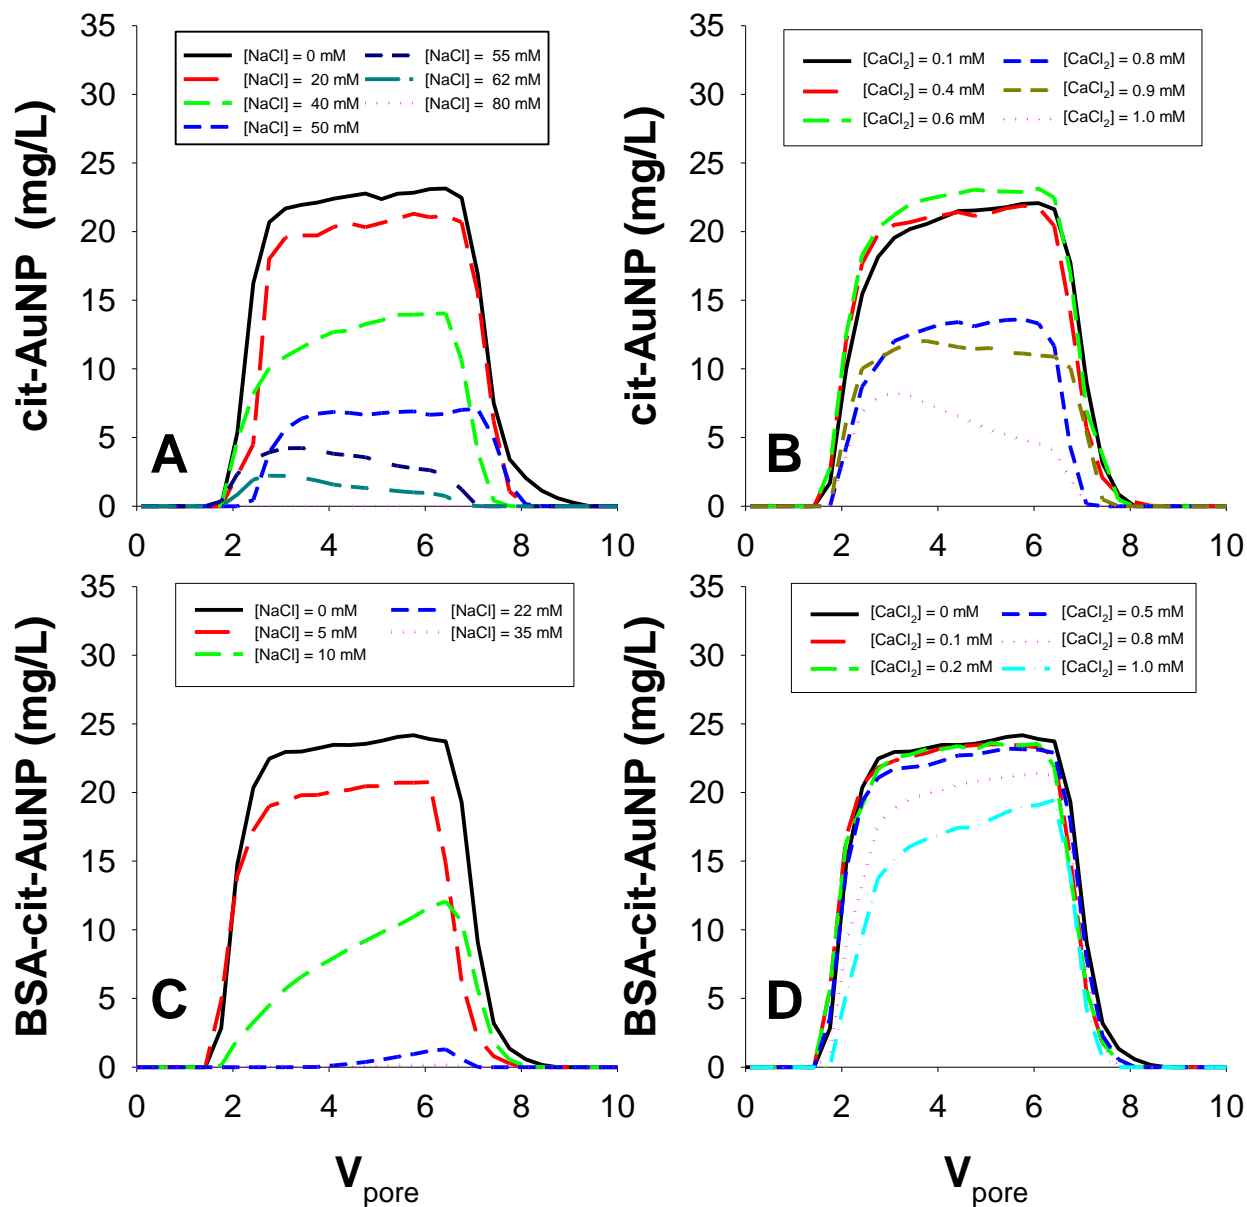 35
30
25
20
15
10
5
0
cit-AuNP (mg/L)
[NaCl] = 0 mM
[NaCl] = 20 mM
[NaCl] = 40 mM
[NaCl] = 50 mM
[NaCl] = 55 mM
[NaCl] = 62 mM
[NaCl] = 80 mM
A
0 2 4 6 8 10
35
30
25
20
15
10
5
0
cit-AuNP (mg/L)
[CaCl2] = 0.1 mM
[CaCl2] = 0.4 mM
[CaCl2] = 0.6 mM
[CaCl2] = 0.8 mM
[CaCl2] = 0.9 mM
[CaCl2] = 1.0 mM
B
0 2 4 6 8 10
35
30
25
20
15
10
5
0
BSA-cit-AuNP (mg/L)
[NaCl] = 0 mM
[NaCl] = 5 mM
[NaCl] = 10 mM
[NaCl] = 22 mM
[NaCl] = 35 mM
C
0 2 4 6 8 10
Vpore
35
30
25
20
15
10
5
0
BSA-cit-AuNP (mg/L)
[CaCl2] = 0 mM
[CaCl2] = 0.1 mM
[CaCl2] = 0.2 mM
[CaCl2] = 0.5 mM
[CaCl2] = 0.8 mM
[CaCl2] = 1.0 mM
D
0 2 4 6 8 10
Vpore